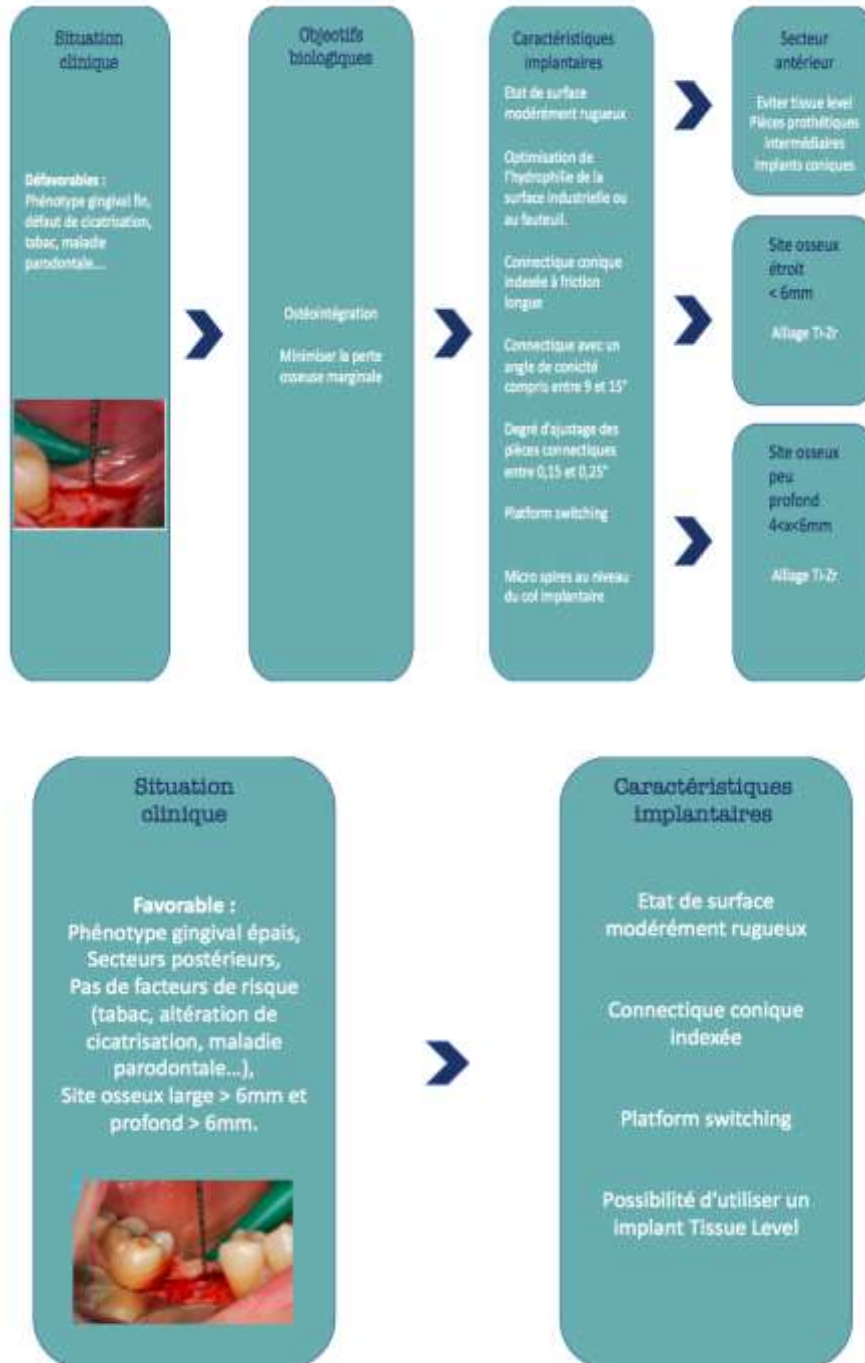 Situation
clinique
Défavorables :
Phénotype gingival fin,
défaut de cicatrisation,
tabac, maladie
parodontale...
Objectifs
biologiques
Ostéointégration
Minimiser la perte
osseuse marginale
Caractéristiques
implantaires
Etat de surface
modérément rugueux
Optimisation de
l'hydrophilie de la
surface industrielle ou
au fauteuil.
Connectique conique
indexée à friction
longue
Connectique avec un
angle de conicité
compris entre 9 et 15°
Degré d'ajustage des
pièces connectiques
entre 0,15 et 0,25°
Platform switching
Micro spires au niveau
du col implantaire
Secteur
antérieur
Eviter tissue level
Pièces prothétiques
intermédiaires
Implants coniques
Site osseux
étroit
< 6mm
Alliage Ti-Zr
Site osseux
peu
profond
4<x<6mm
Alliage Ti-Zr
Situation
clinique
Favorable :
Phénotype gingival épais,
Secteurs postérieurs,
Pas de facteurs de risque
(tabac, altération de
cicatrisation, maladie
parodontale...),
Site osseux large > 6mm et
profond > 6mm.
Caractéristiques
implantaires
Etat de surface
modérément rugueux
Connectique conique
indexée
Platform switching
Possibilité d'utiliser un
implant Tissue Level